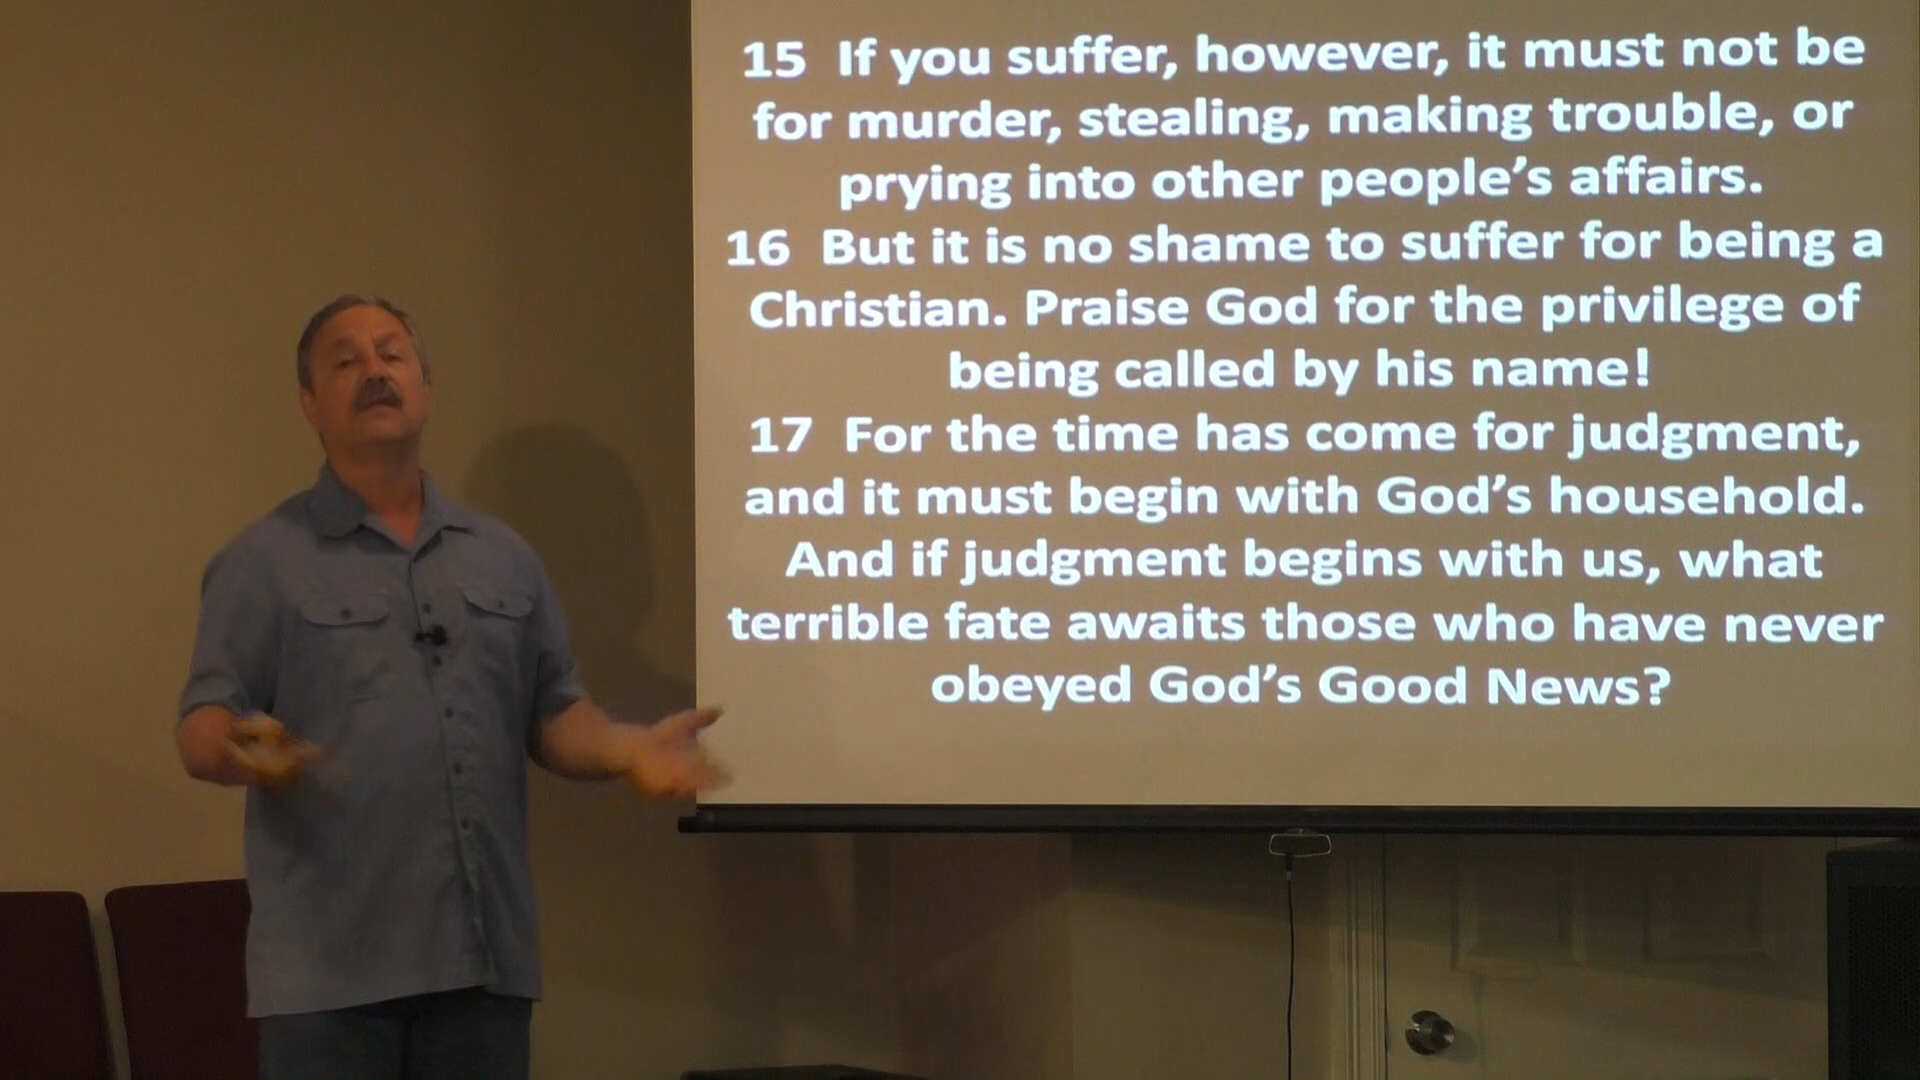 15 If you suffer, however, it must not be
for murder, stealing, making trouble, or
prying into other people’s affairs.
16 But it is no shame to suffer for being a
Christian. Praise God for the privilege of
being called by his name!
17 For the time has come for judgment,
and it must begin with God’s household.
And if judgment begins with us, what
terrible fate awaits those who have never
obeyed God’s Good News?